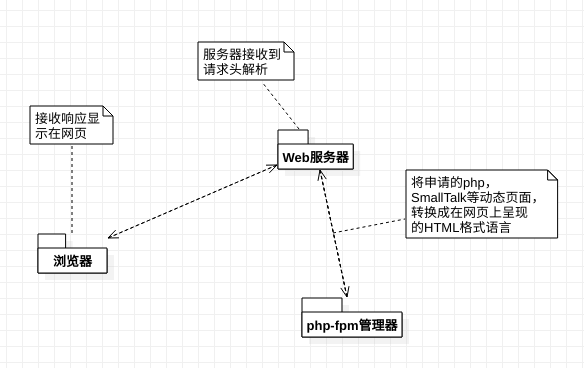 服务器接收到
请求头解析
接收响应显
示在网页
Web服务器
将申请的php，
SmallTalk等动态页面，
转换成在网页上呈现
的HTML格式语言
浏览器
php-fpm管理器